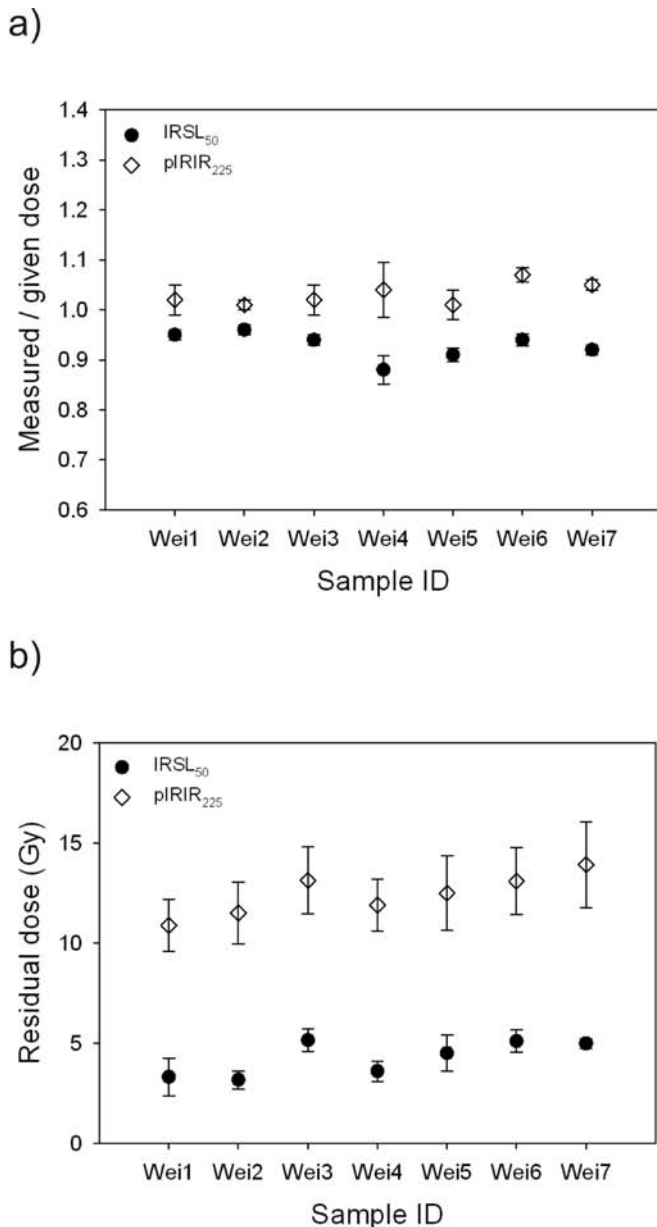 a)
1.4
1.3
1.2
1.1
1.0
0.9
0.8
0.7
0.6
Measured / given dose
IRSL50
pIRIR225
Wei1 Wei2 Wei3 Wei4 Wei5 Wei6 Wei7
Sample ID
b)
20
15
10
5
0
Residual dose (Gy)
IRSL50
pIRIR225
Wei1 Wei2 Wei3 Wei4 Wei5 Wei6 Wei7
Sample ID